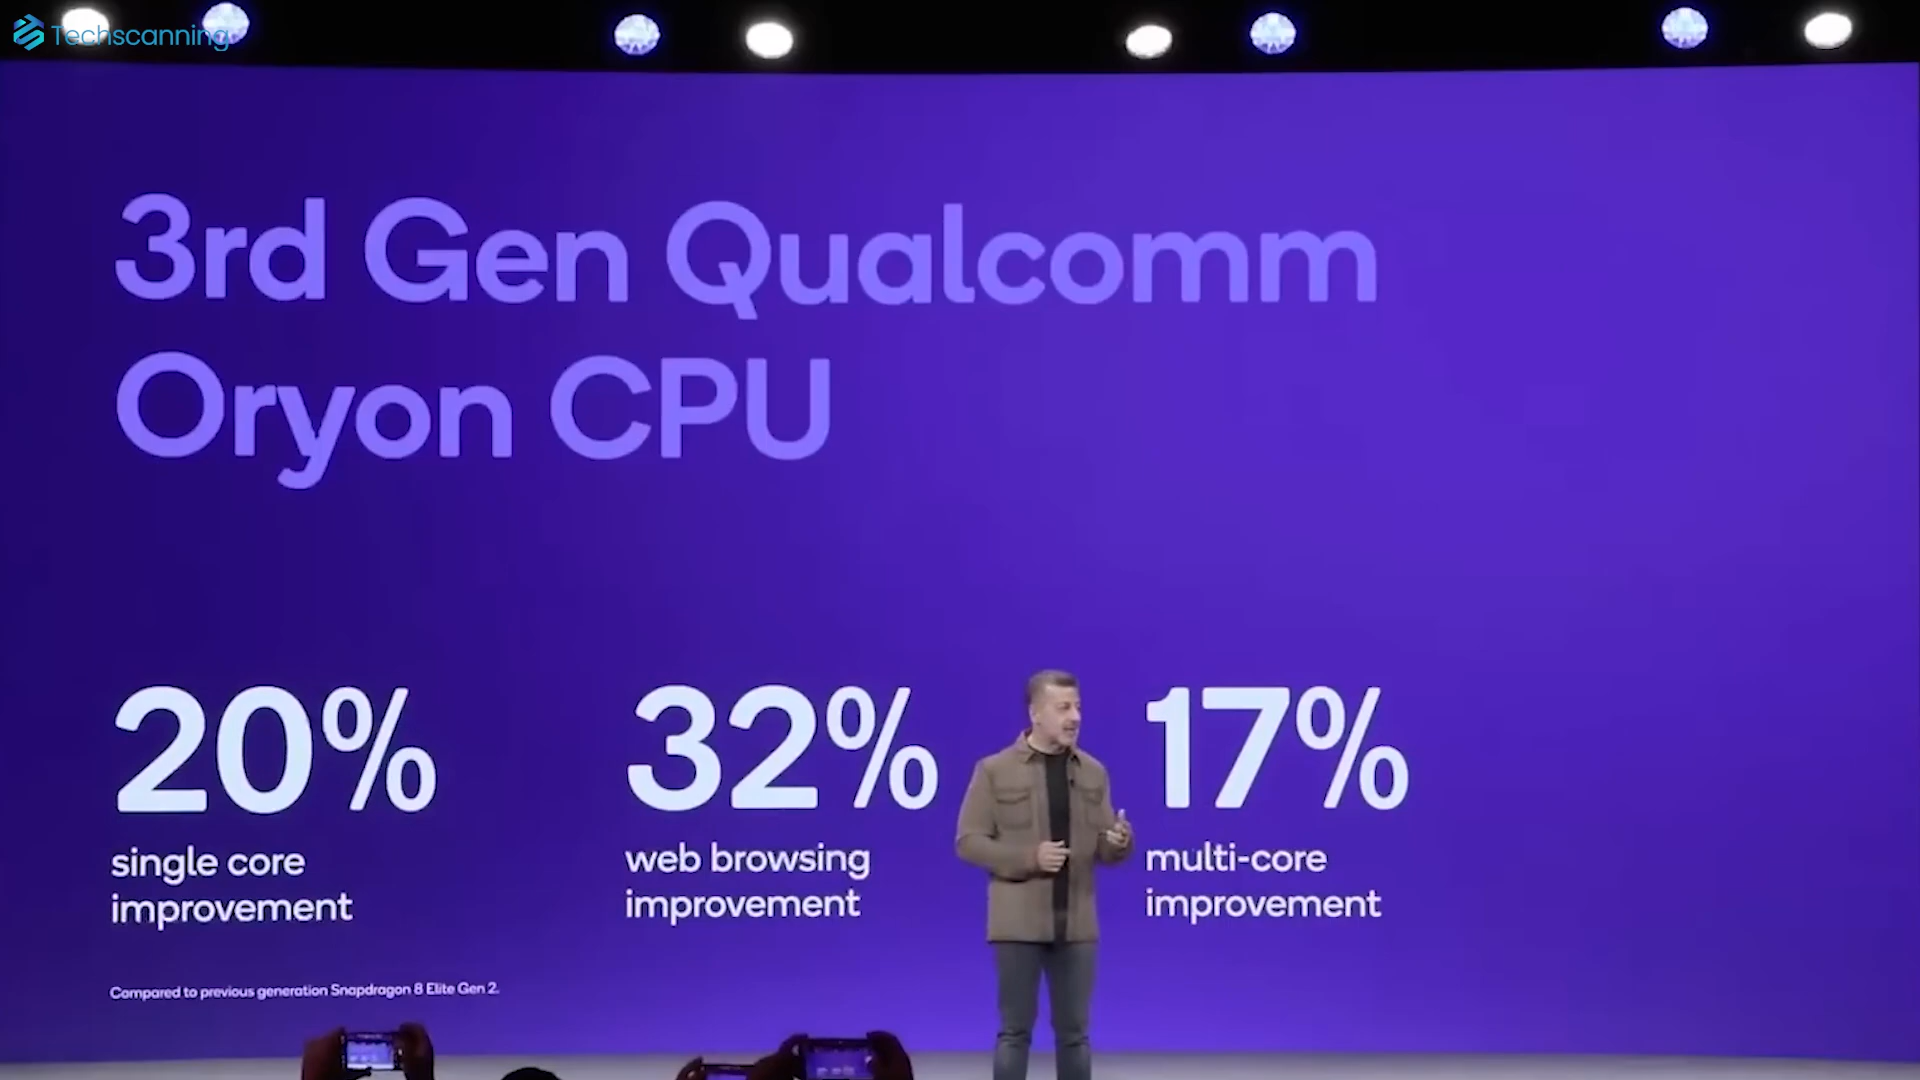 Techscanning
3rd Gen Qualcomm
Oryon CPU
20%
single core
improvement
32%
web browsing
improvement
17%
multi-core
improvement
Compared to previous generation Snapdragon 8 Elite Gen 2.